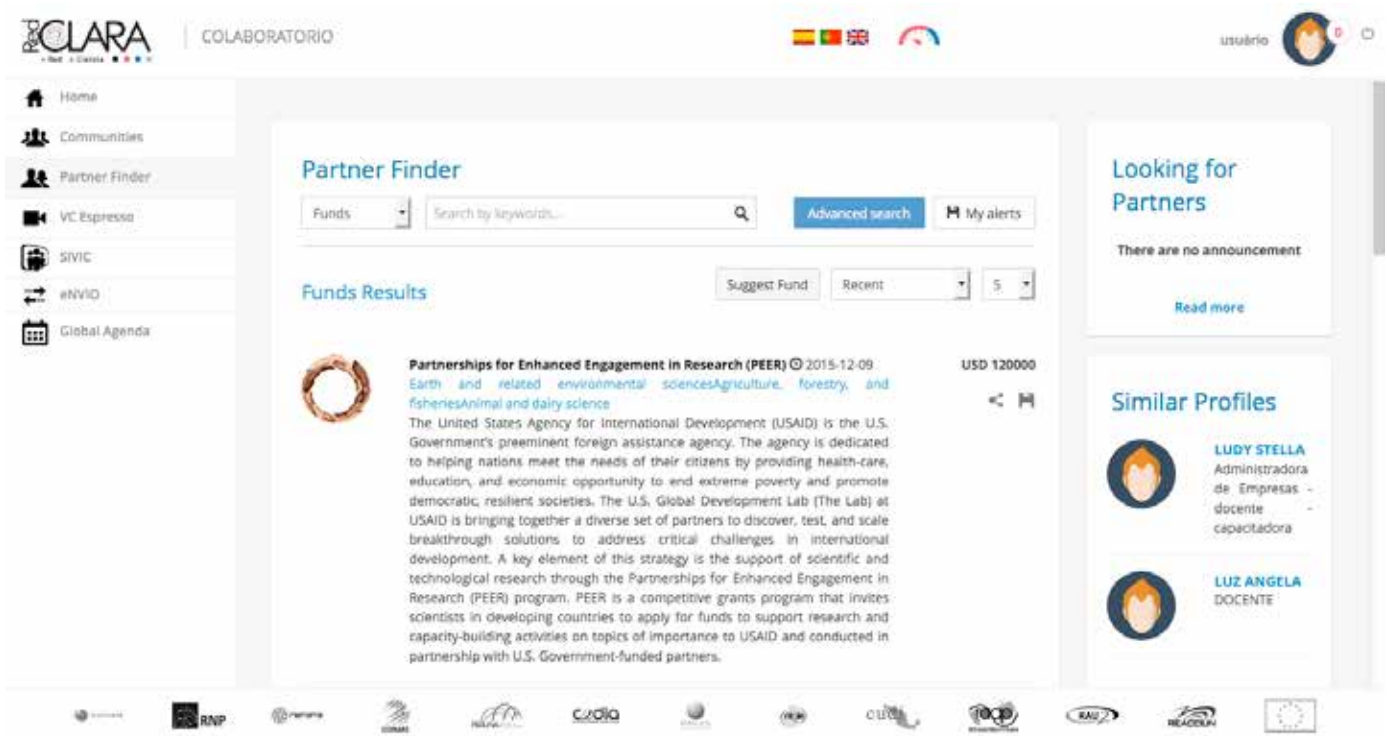 Red CLARA
COLABORATORIO
usuário
0
Home
Communities
Partner Finder
VC Espresso
SIVIC
eNVIO
Global Agenda
Partner Finder
Funds
Search by keywords...
Advanced search
My alerts
Funds Results
Suggest Fund
Recent
5
Partnerships for Enhanced Engagement in Research (PEER) 2015-12-09
USD 120000
Earth and related environmental sciencesAgriculture, forestry, and
fisheriesAnimal and dairy science
The United States Agency for International Development (USAID) is the U.S.
Government's preeminent foreign assistance agency. The agency is dedicated
to helping nations meet the needs of their citizens by providing health-care,
education, and economic opportunity to end extreme poverty and promote
democratic, resilient societies. The U.S. Global Development Lab (The Lab) at
USAID is bringing together a diverse set of partners to discover, test, and scale
breakthrough solutions to address critical challenges in international
development. A key element of this strategy is the support of scientific and
technological research through the Partnerships for Enhanced Engagement in
Research (PEER) program. PEER is a competitive grants program that invites
scientists in developing countries to apply for funds to support research and
capacity-building activities on topics of importance to USAID and conducted in
partnership with U.S. Government-funded partners.
Looking for
Partners
There are no announcement
Read more
Similar Profiles
LUDY STELLA
Administradora
de Empresas -
docente -
capacitadora
LUZ ANGELA
DOCENTE
RNP
cedia
cudi
RAU2
REACCIUN